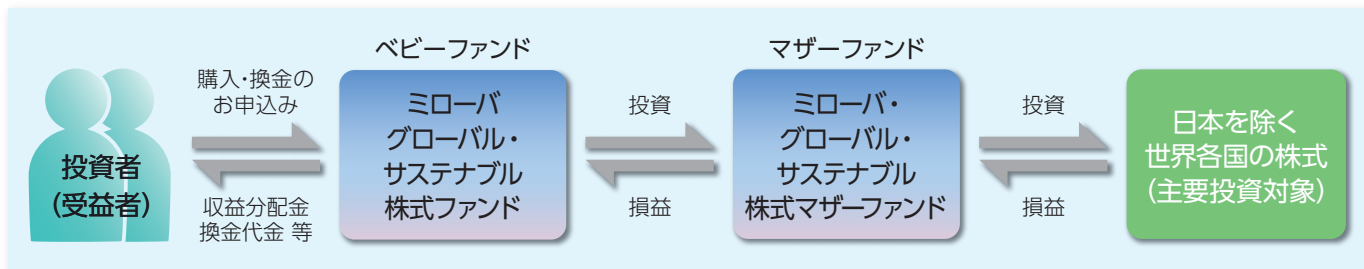 ベビーファンド
マザーファンド
投資者
（受益者）
購入・換金の
お申込み
収益分配金
換金代金 等
ミローバ
グローバル・
サステナブル
株式ファンド
投資
損益
ミローバ・
グローバル・
サステナブル
株式マザーファンド
投資
損益
日本を除く
世界各国の株式
（主要投資対象）